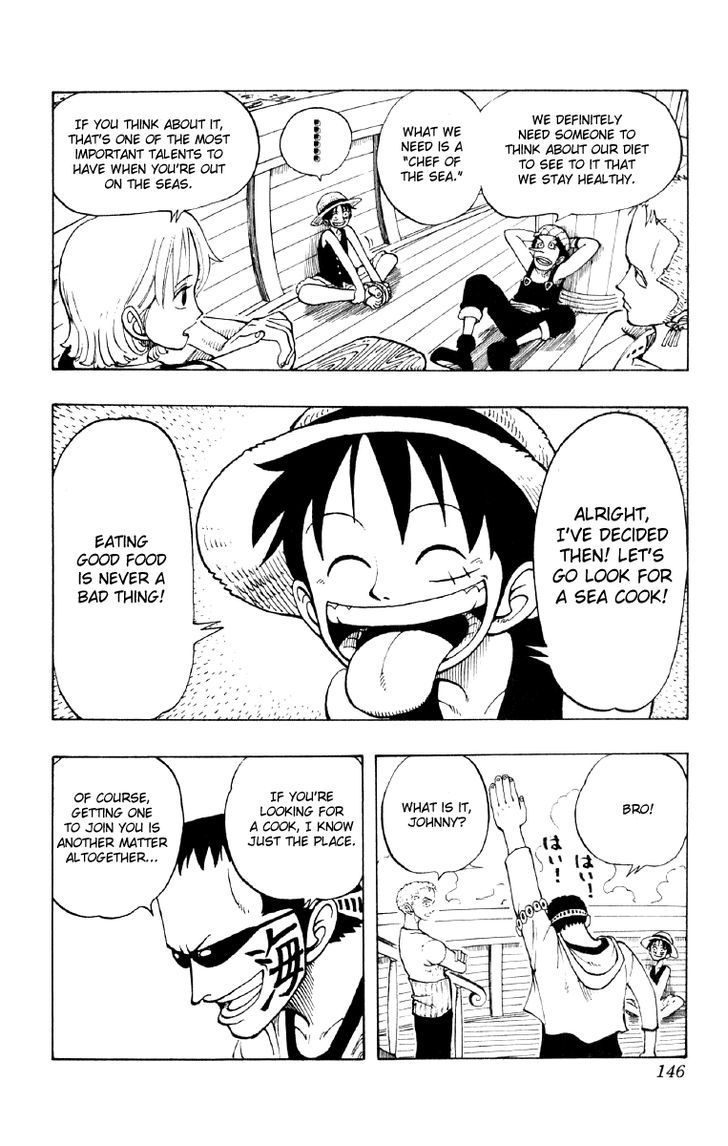 WE DEFINITELY
NEED SOMEONE TO
THINK ABOUT OUR DIET
TO SEE TO IT THAT
WE STAY HEALTHY.
WHAT WE
NEED IS A
"CHEF OF
THE SEA."
IF YOU THINK ABOUT IT,
THAT'S ONE OF THE MOST
IMPORTANT TALENTS TO
HAVE WHEN YOU'RE OUT
ON THE SEAS.
ALRIGHT,
I'VE DECIDED
THEN! LET'S
GO LOOK FOR
A SEA COOK!
EATING
GOOD FOOD
IS NEVER A
BAD THING!
BRO!
はい!
はい!
WHAT IS IT,
JOHNNY?
IF YOU'RE
LOOKING FOR
A COOK, I KNOW
JUST THE PLACE.
OF COURSE,
GETTING ONE
TO JOIN YOU IS
ANOTHER MATTER
ALTOGETHER...
海
146